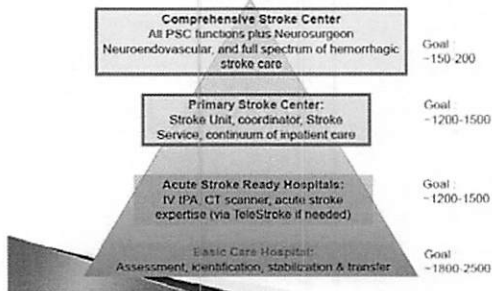 Comprehensive Stroke Center
All PSC functions plus Neurosurgeon
Neuroendovascular, and full spectrum of hemorrhagic
stroke care
Goal :
~150-200
Primary Stroke Center:
Stroke Unit, coordinator, Stroke
Service, continuum of inpatient care
Goal :
~1200-1500
Acute Stroke Ready Hospitals:
IV tPA, CT scanner, acute stroke
expertise (via TeleStroke if needed)
Goal :
~1200-1500
Basic Care Hospital:
Assessment, identification, stabilization & transfer
Goal :
~1800-2500